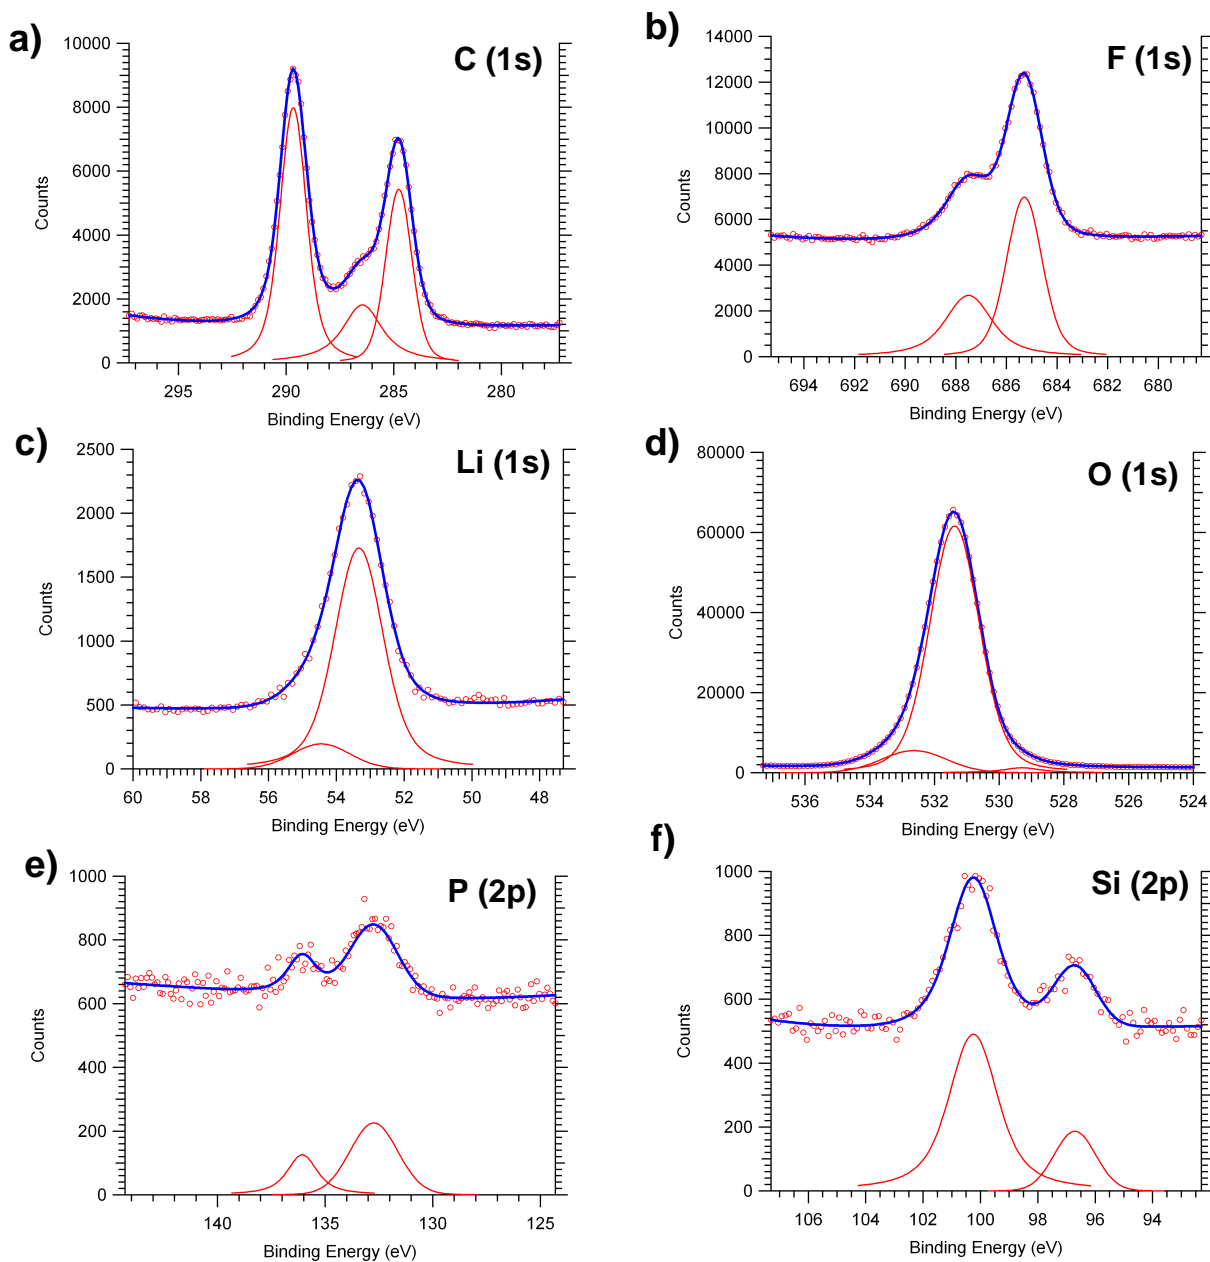 a)
C (1s)
10000
8000
6000
4000
2000
0
Counts
295 290 285 280
Binding Energy (eV)
b)
F (1s)
14000
12000
10000
8000
6000
4000
2000
0
Counts
694 692 690 688 686 684 682 680
Binding Energy (eV)
c)
Li (1s)
2500
2000
1500
1000
500
0
Counts
60 58 56 54 52 50 48
Binding Energy (eV)
d)
O (1s)
80000
60000
40000
20000
0
Counts
536 534 532 530 528 526 524
Binding Energy (eV)
e)
P (2p)
1000
800
600
400
200
0
Counts
140 135 130 125
Binding Energy (eV)
f)
Si (2p)
1000
800
600
400
200
0
Counts
106 104 102 100 98 96 94
Binding Energy (eV)